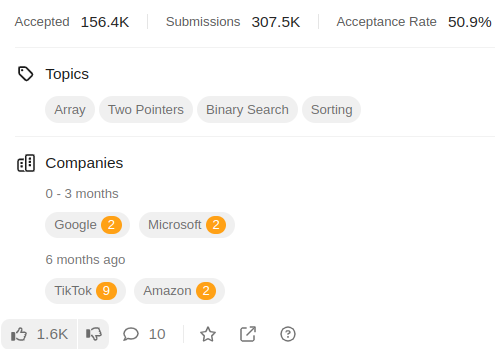 Accepted 156.4K Submissions 307.5K Acceptance Rate 50.9%
Topics
Array Two Pointers Binary Search Sorting
Companies
0 - 3 months
Google 2 Microsoft 2
6 months ago
TikTok 9 Amazon 2
1.6K 10